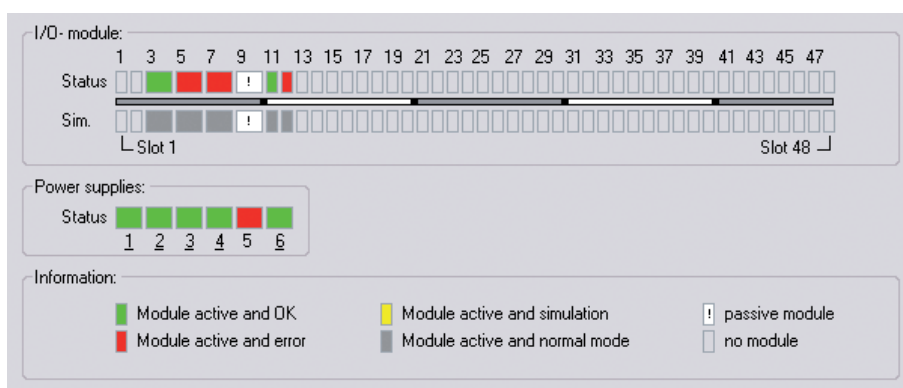 I/O- module:
1 3 5 7 9 11 13 15 17 19 21 23 25 27 29 31 33 35 37 39 41 43 45 47
Status !
Sim. !
Slot 1 Slot 48
Power supplies:
Status
1 2 3 4 5 6
Information:
Module active and OK Module active and simulation ! passive module
Module active and error Module active and normal mode no module